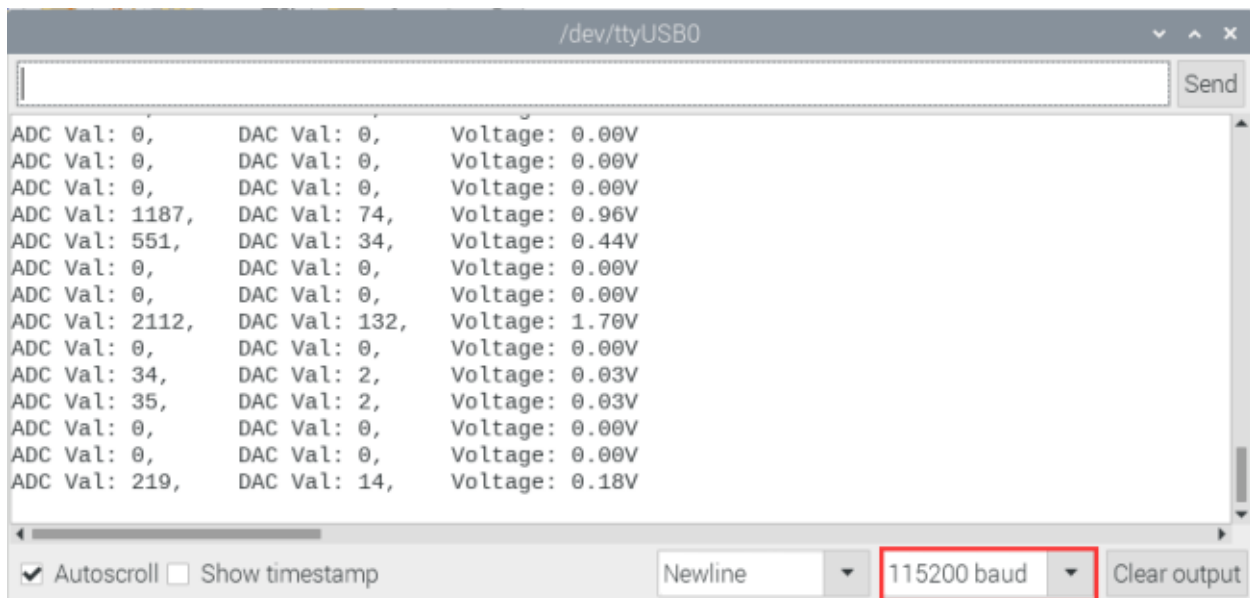 /dev/ttyUSB0
Send
ADC Val: 0, DAC Val: 0, Voltage: 0.00V
ADC Val: 0, DAC Val: 0, Voltage: 0.00V
ADC Val: 0, DAC Val: 0, Voltage: 0.00V
ADC Val: 1187, DAC Val: 74, Voltage: 0.96V
ADC Val: 551, DAC Val: 34, Voltage: 0.44V
ADC Val: 0, DAC Val: 0, Voltage: 0.00V
ADC Val: 0, DAC Val: 0, Voltage: 0.00V
ADC Val: 2112, DAC Val: 132, Voltage: 1.70V
ADC Val: 0, DAC Val: 0, Voltage: 0.00V
ADC Val: 34, DAC Val: 2, Voltage: 0.03V
ADC Val: 35, DAC Val: 2, Voltage: 0.03V
ADC Val: 0, DAC Val: 0, Voltage: 0.00V
ADC Val: 0, DAC Val: 0, Voltage: 0.00V
ADC Val: 219, DAC Val: 14, Voltage: 0.18V
Autoscroll Show timestamp Newline 115200 baud Clear output